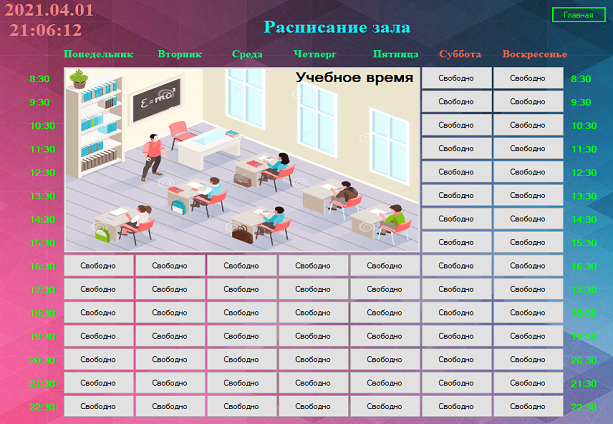 2021.04.01
21:06:12
Расписание зала
Главная
Понедельник Вторник Среда Четверг Пятница Суббота Воскресенье
8:30 Учебное время Свободно Свободно 8:30
E=mc²
9:30 Свободно Свободно 9:30
10:30 Свободно Свободно 10:30
11:30 Свободно Свободно 11:30
12:30 Свободно Свободно 12:30
13:30 Свободно Свободно 13:30
14:30 Свободно Свободно 14:30
15:30 Свободно Свободно 15:30
16:30 Свободно Свободно Свободно Свободно Свободно Свободно Свободно 16:30
17:30 Свободно Свободно Свободно Свободно Свободно Свободно Свободно 17:30
18:30 Свободно Свободно Свободно Свободно Свободно Свободно Свободно 18:30
19:30 Свободно Свободно Свободно Свободно Свободно Свободно Свободно 19:30
20:30 Свободно Свободно Свободно Свободно Свободно Свободно Свободно 20:30
21:30 Свободно Свободно Свободно Свободно Свободно Свободно Свободно 21:30
22:30 Свободно Свободно Свободно Свободно Свободно Свободно Свободно 22:30